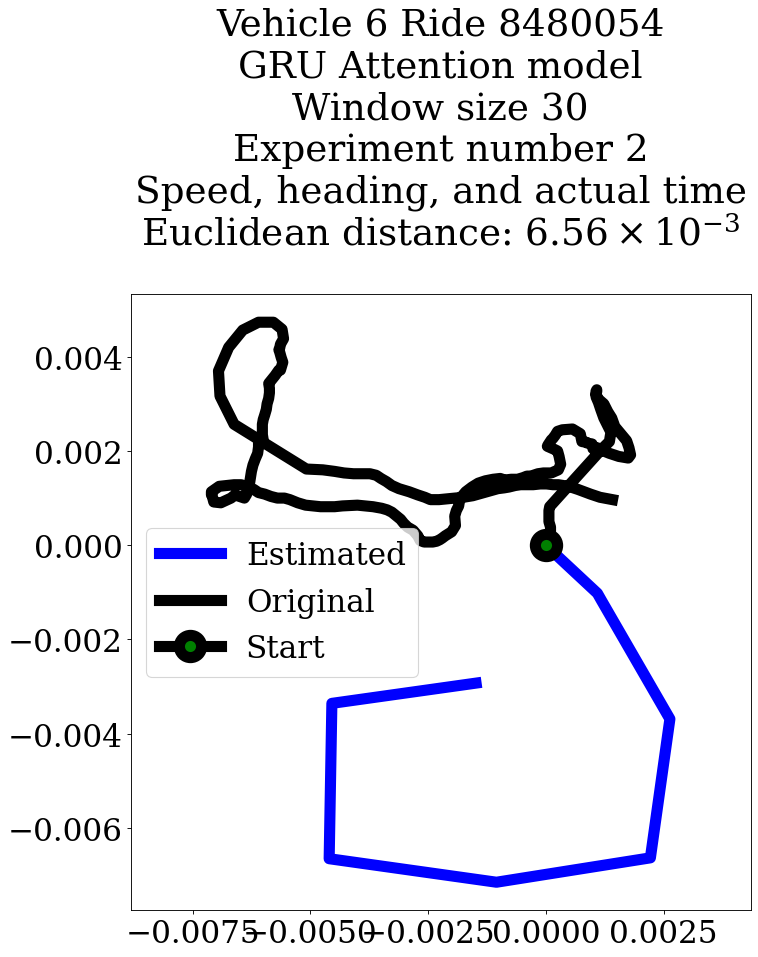 Vehicle 6 Ride 8480054
GRU Attention model
Window size 30
Experiment number 2
Speed, heading, and actual time
Euclidean distance: 6.56 × 10⁻³
0.004
0.002
0.000
−0.002
−0.004
−0.006
Estimated
Original
Start
−0.0075 −0.0050 −0.0025 0.0000 0.0025